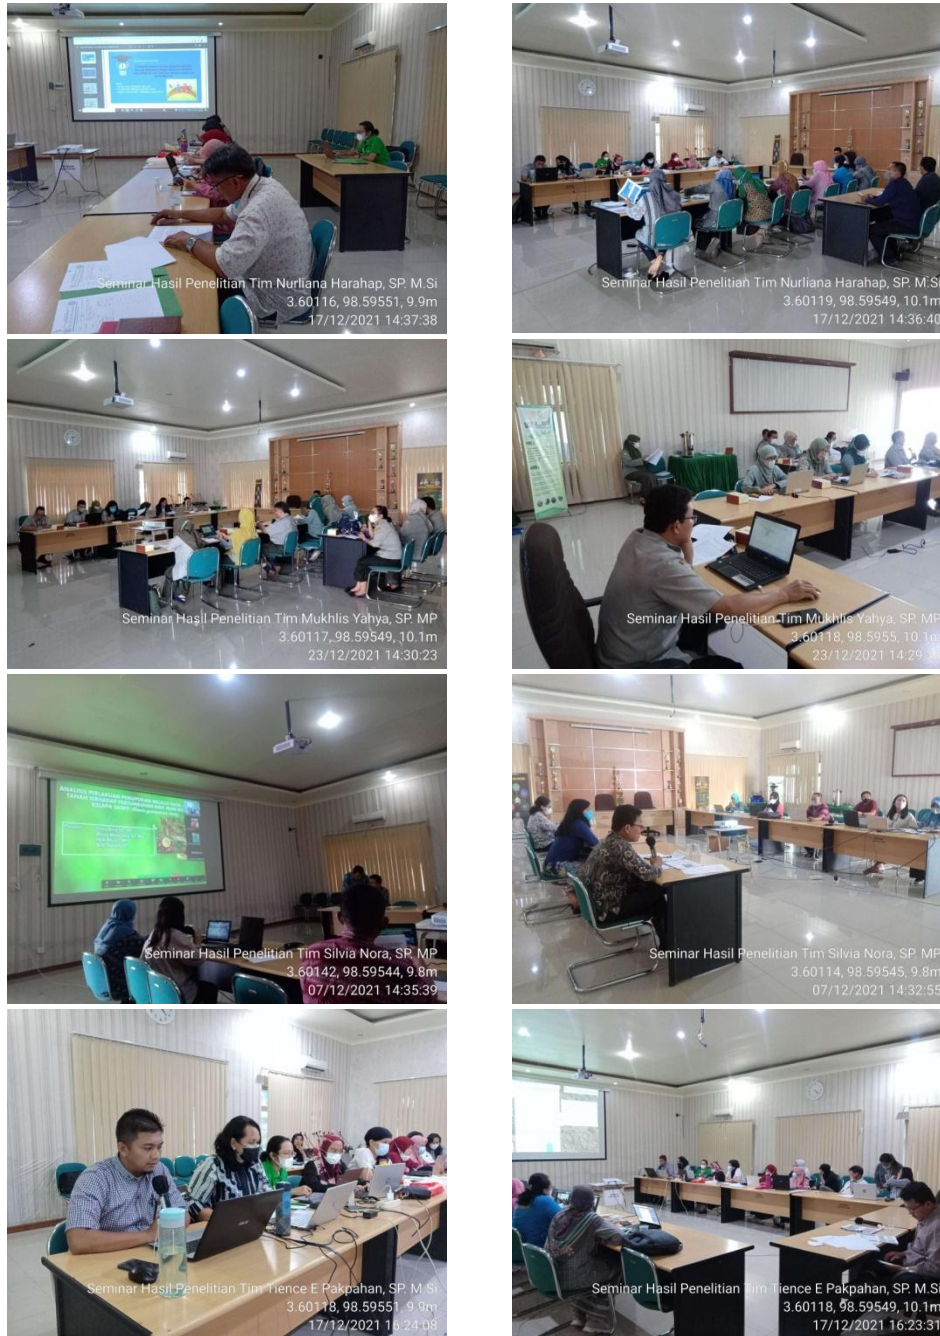 Seminar Hasil Penelitian Tim Nurliana Harahap, SP. M.Si
3.60116, 98.59551, 9.9m
17/12/2021 14:37:38
Seminar Hasil Penelitian Tim Nurliana Harahap, SP. M.Si
3.60119, 98.59549, 10.1m
17/12/2021 14:36:40
Seminar Hasil Penelitian Tim Mukhlis Yahya, SP. MP
3.60117, 98.59549, 10.1m
23/12/2021 14:30:23
Seminar Hasil Penelitian Tim Mukhlis Yahya, SP. MP
3.60118, 98.5955, 10.1m
23/12/2021 14:29
ANALISIS PERLAKUAN
KELAPA SAWIT
Seminar Hasil Penelitian Tim Silvia Nora, SP. MP
3.60142, 98.59544, 9.8m
07/12/2021 14:35:39
Seminar Hasil Penelitian Tim Silvia Nora, SP. MP
3.60114, 98.59545, 9.8m
07/12/2021 14:32:55
Seminar Hasil Penelitian Tim Tience E Pakpahan, SP. M.Si
3.60118, 98.59551, 9.9m
17/12/2021 16:24:08
Seminar Hasil Penelitian Tim Tience E Pakpahan, SP. M.Si
3.60118, 98.59549, 10.1m
17/12/2021 16:23:31